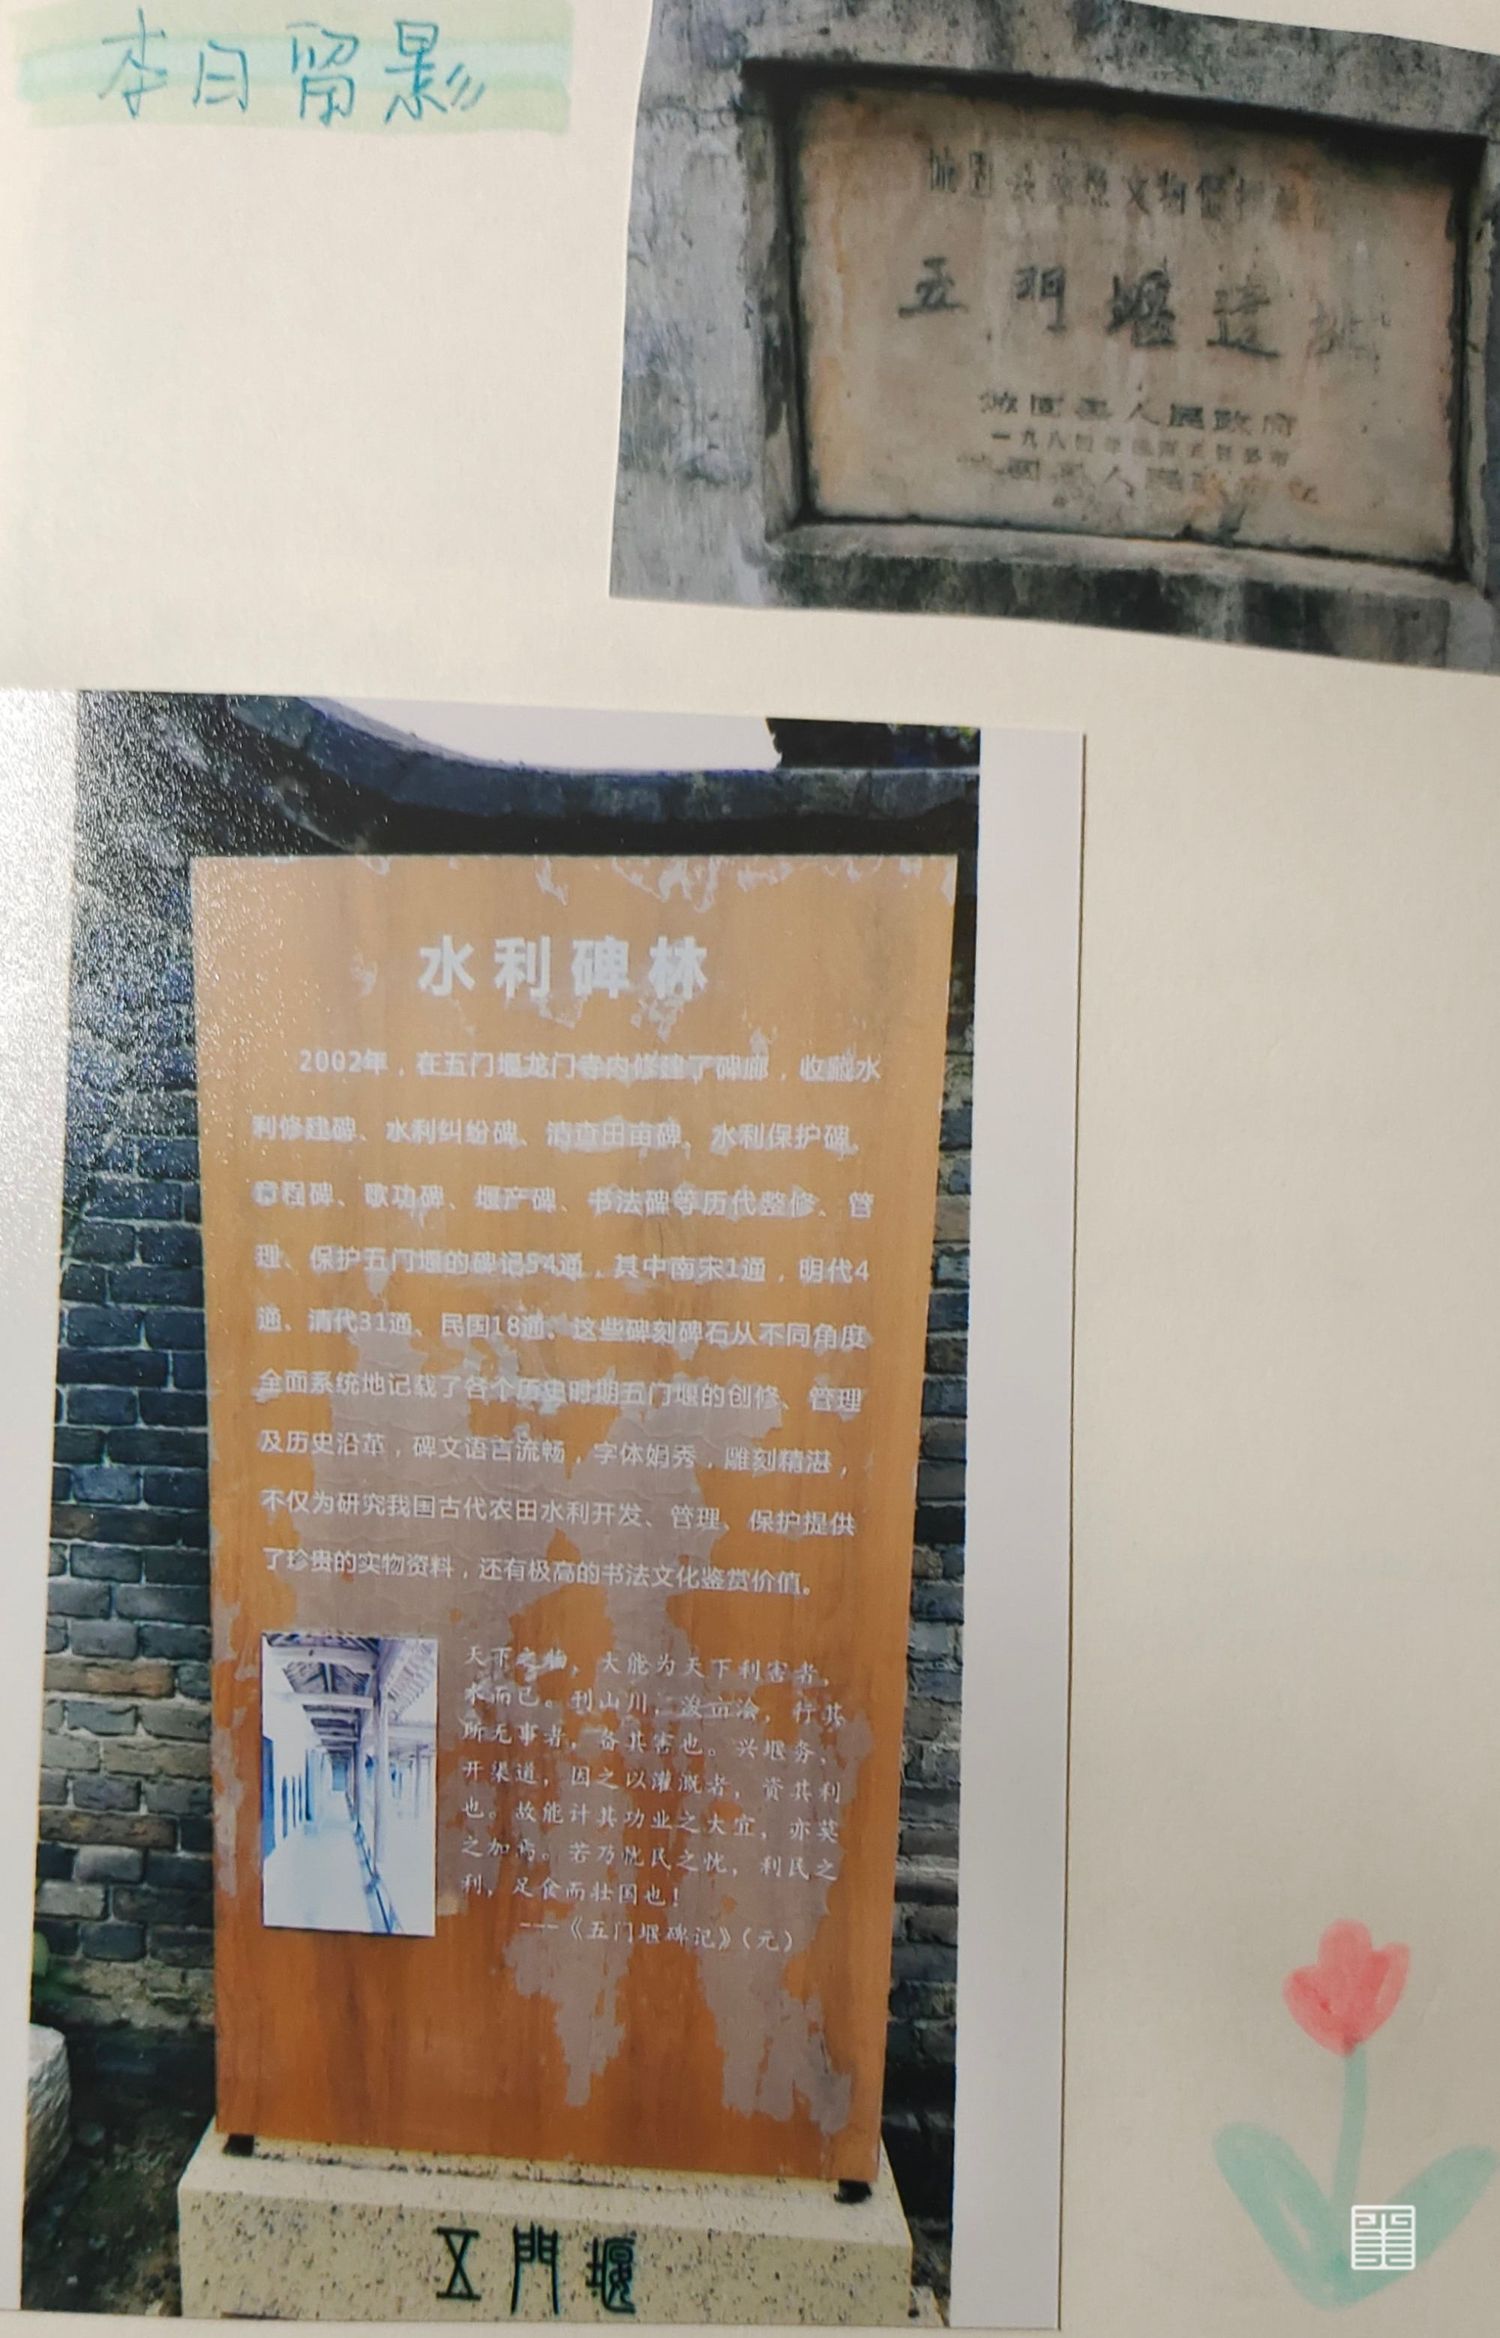 本日留影
城固县重点文物保护单位
五門堰遗址
城固县人民政府
水利碑林
2002年，在五门堰龙门寺内修建了碑廊，收藏水
利修建碑、水利纠纷碑、清查田亩碑、水利保护碑、
章程碑、歌功碑、堰产碑、书法碑等历代整修、管
理、保护五门堰的碑记54通，其中南宋1通，明代4
通、清代31通、民国18通。这些碑刻碑石从不同角度
全面系统地记载了各个历史时期五门堰的创修、管理
及历史沿革，碑文语言流畅，字体娟秀，雕刻精湛，
不仅为研究我国古代农田水利开发、管理、保护提供
了珍贵的实物资料，还有极高的书法文化鉴赏价值。
天下之物，大能为天下利害者，
水而已。刊山川，浚亩浍，行其
所无事者，备其害也。兴堰务，
开渠道，因之以灌溉者，资其利
也。故能计其功业之大宜，亦莫
之加焉。若乃忧民之忧，利民之
利，足食而壮国也！
---《五门堰碑记》（元）
五門堰